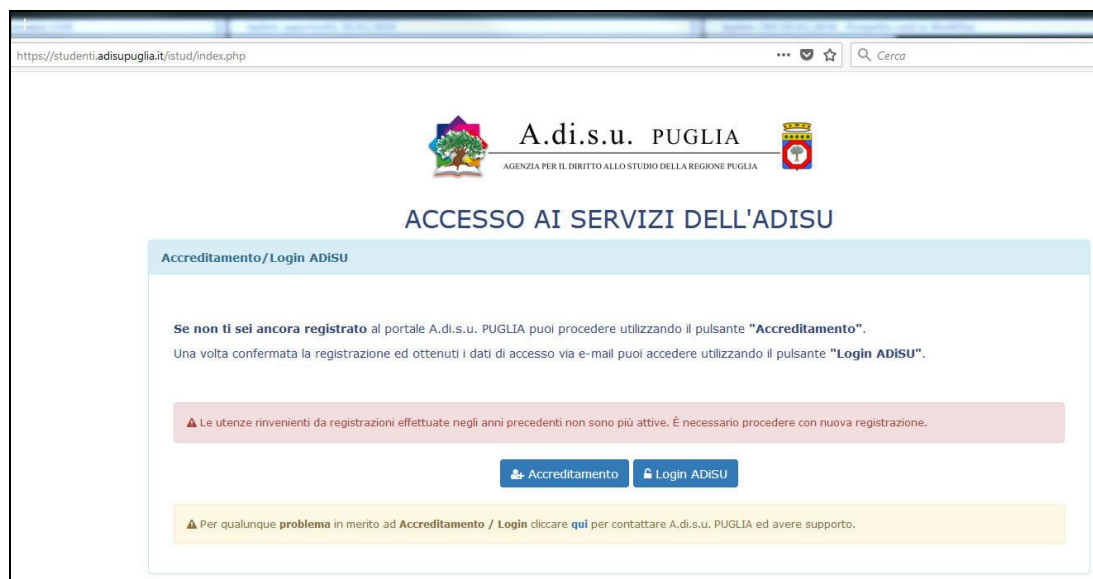 https://studenti.adisupuglia.it/istud/index.php
Cerca
A.di.s.u. PUGLIA
AGENZIA PER IL DIRITTO ALLO STUDIO DELLA REGIONE PUGLIA
ACCESSO AI SERVIZI DELL'ADISU
Accreditamento/Login ADiSU
Se non ti sei ancora registrato al portale A.di.s.u. PUGLIA puoi procedere utilizzando il pulsante "Accreditamento".
Una volta confermata la registrazione ed ottenuti i dati di accesso via e-mail puoi accedere utilizzando il pulsante "Login ADiSU".
Le utenze rinvenienti da registrazioni effettuate negli anni precedenti non sono più attive. È necessario procedere con nuova registrazione.
Accreditamento Login ADiSU
Per qualunque problema in merito ad Accreditamento / Login cliccare qui per contattare A.di.s.u. PUGLIA ed avere supporto.